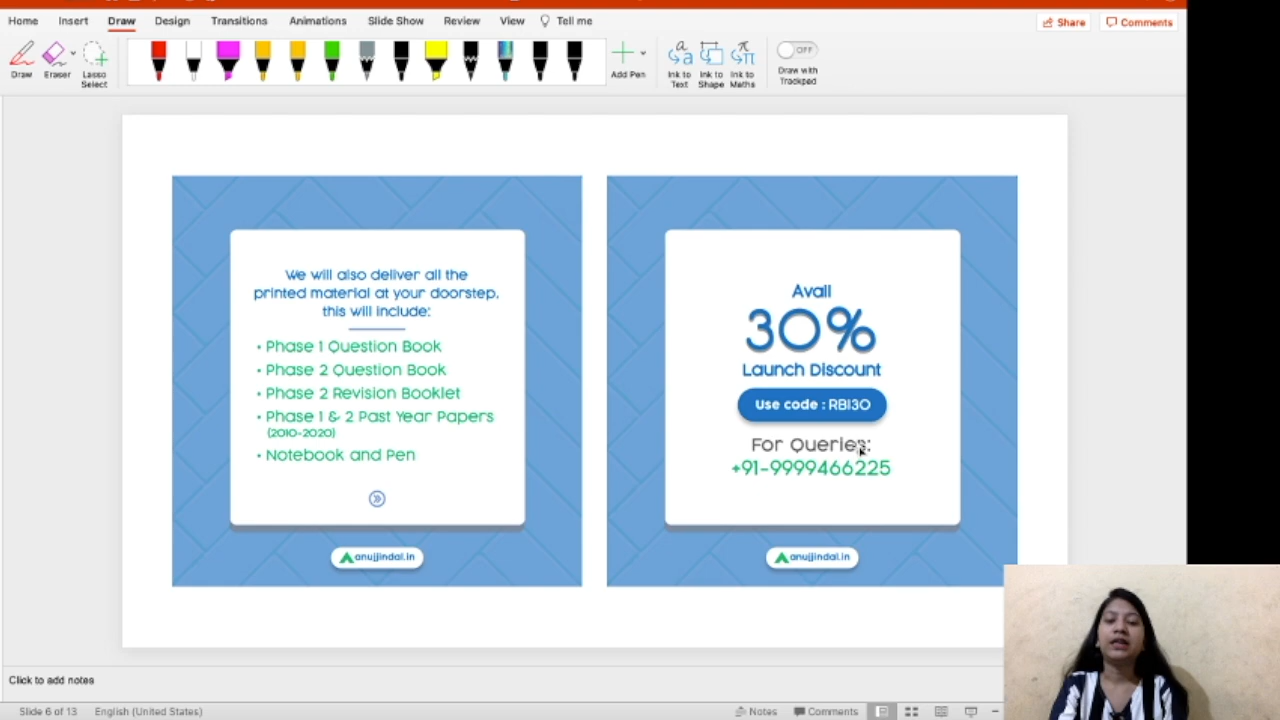 Home Insert Draw Design Transitions Animations Slide Show Review View Tell me Share Comments
Draw Eraser Lasso Select Add Pen Ink to Text Ink to Shape Ink to Maths OFF Draw with Trackpad
We will also deliver all the
printed material at your doorstep,
this will include:
• Phase 1 Question Book
• Phase 2 Question Book
• Phase 2 Revision Booklet
• Phase 1 & 2 Past Year Papers
(2010-2020)
• Notebook and Pen
anujjindal.in
Avail
30%
Launch Discount
Use code : RBI30
For Queries:
+91-9999466225
anujjindal.in
Click to add notes
Slide 6 of 13 English (United States) Notes Comments